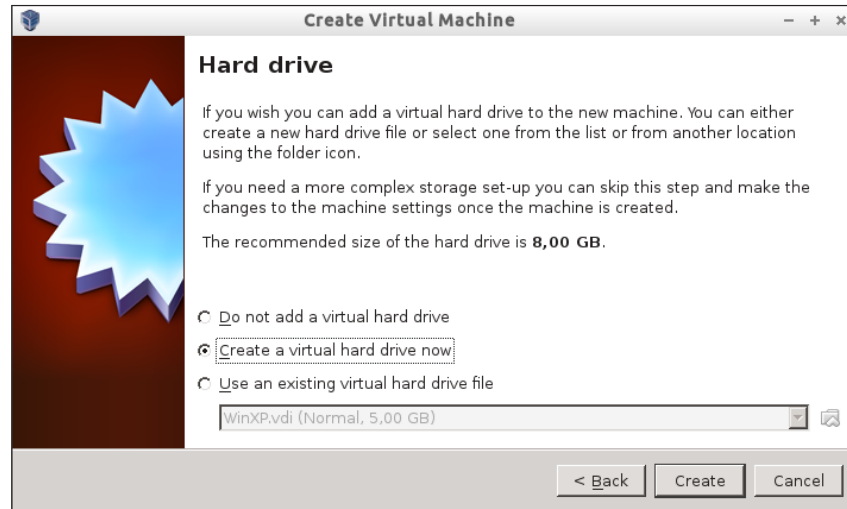 Create Virtual Machine
Hard drive
If you wish you can add a virtual hard drive to the new machine. You can either
create a new hard drive file or select one from the list or from another location
using the folder icon.
If you need a more complex storage set-up you can skip this step and make the
changes to the machine settings once the machine is created.
The recommended size of the hard drive is 8,00 GB.
Do not add a virtual hard drive
Create a virtual hard drive now
Use an existing virtual hard drive file
WinXP.vdi (Normal, 5,00 GB)
< Back Create Cancel